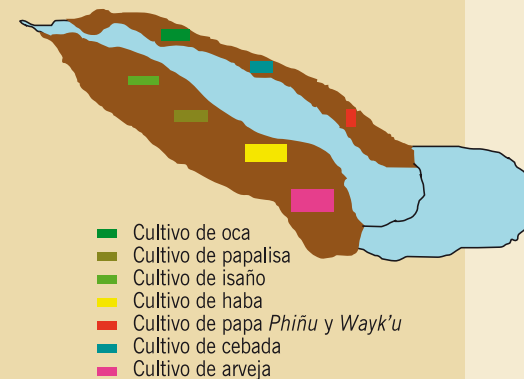 Cultivo de oca
Cultivo de papalisa
Cultivo de isaño
Cultivo de haba
Cultivo de papa Phiñu y Wayk'u
Cultivo de cebada
Cultivo de arveja